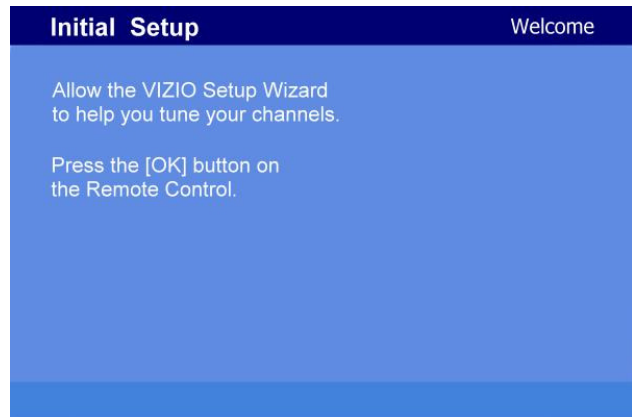 Initial Setup
Welcome
Allow the VIZIO Setup Wizard
to help you tune your channels.
Press the [OK] button on
the Remote Control.